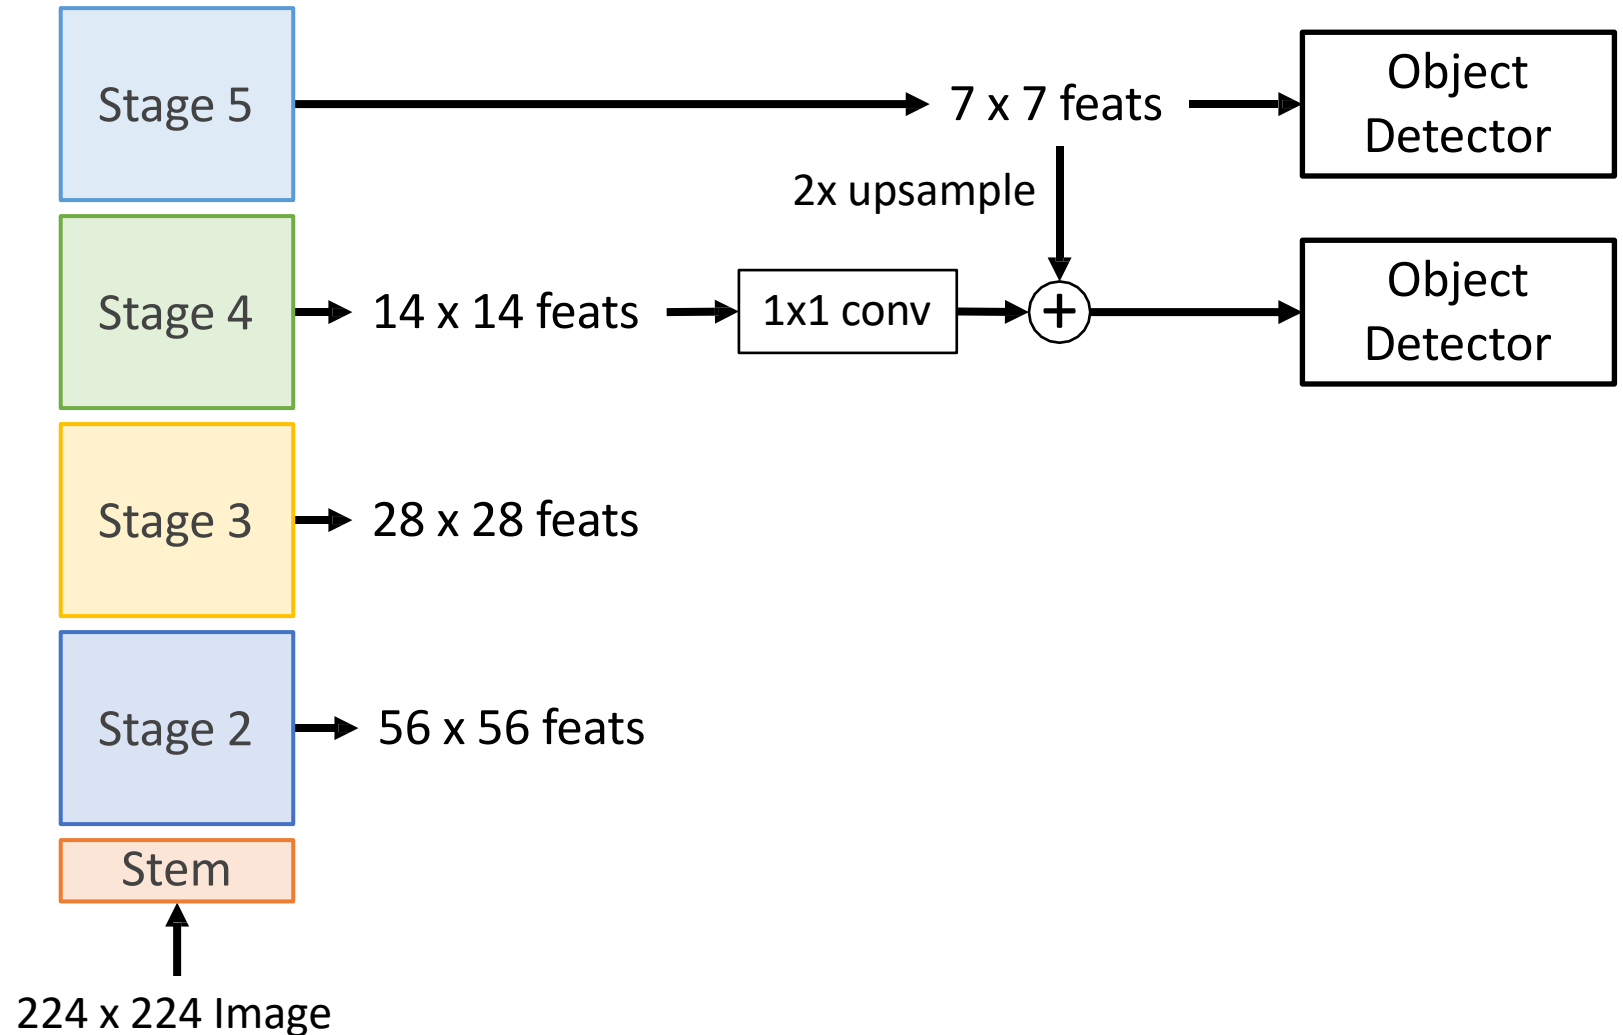 Stage 5
7 x 7 feats
Object
Detector
2x upsample
Stage 4
14 x 14 feats
1x1 conv
+
Object
Detector
Stage 3
28 x 28 feats
Stage 2
56 x 56 feats
Stem
224 x 224 Image